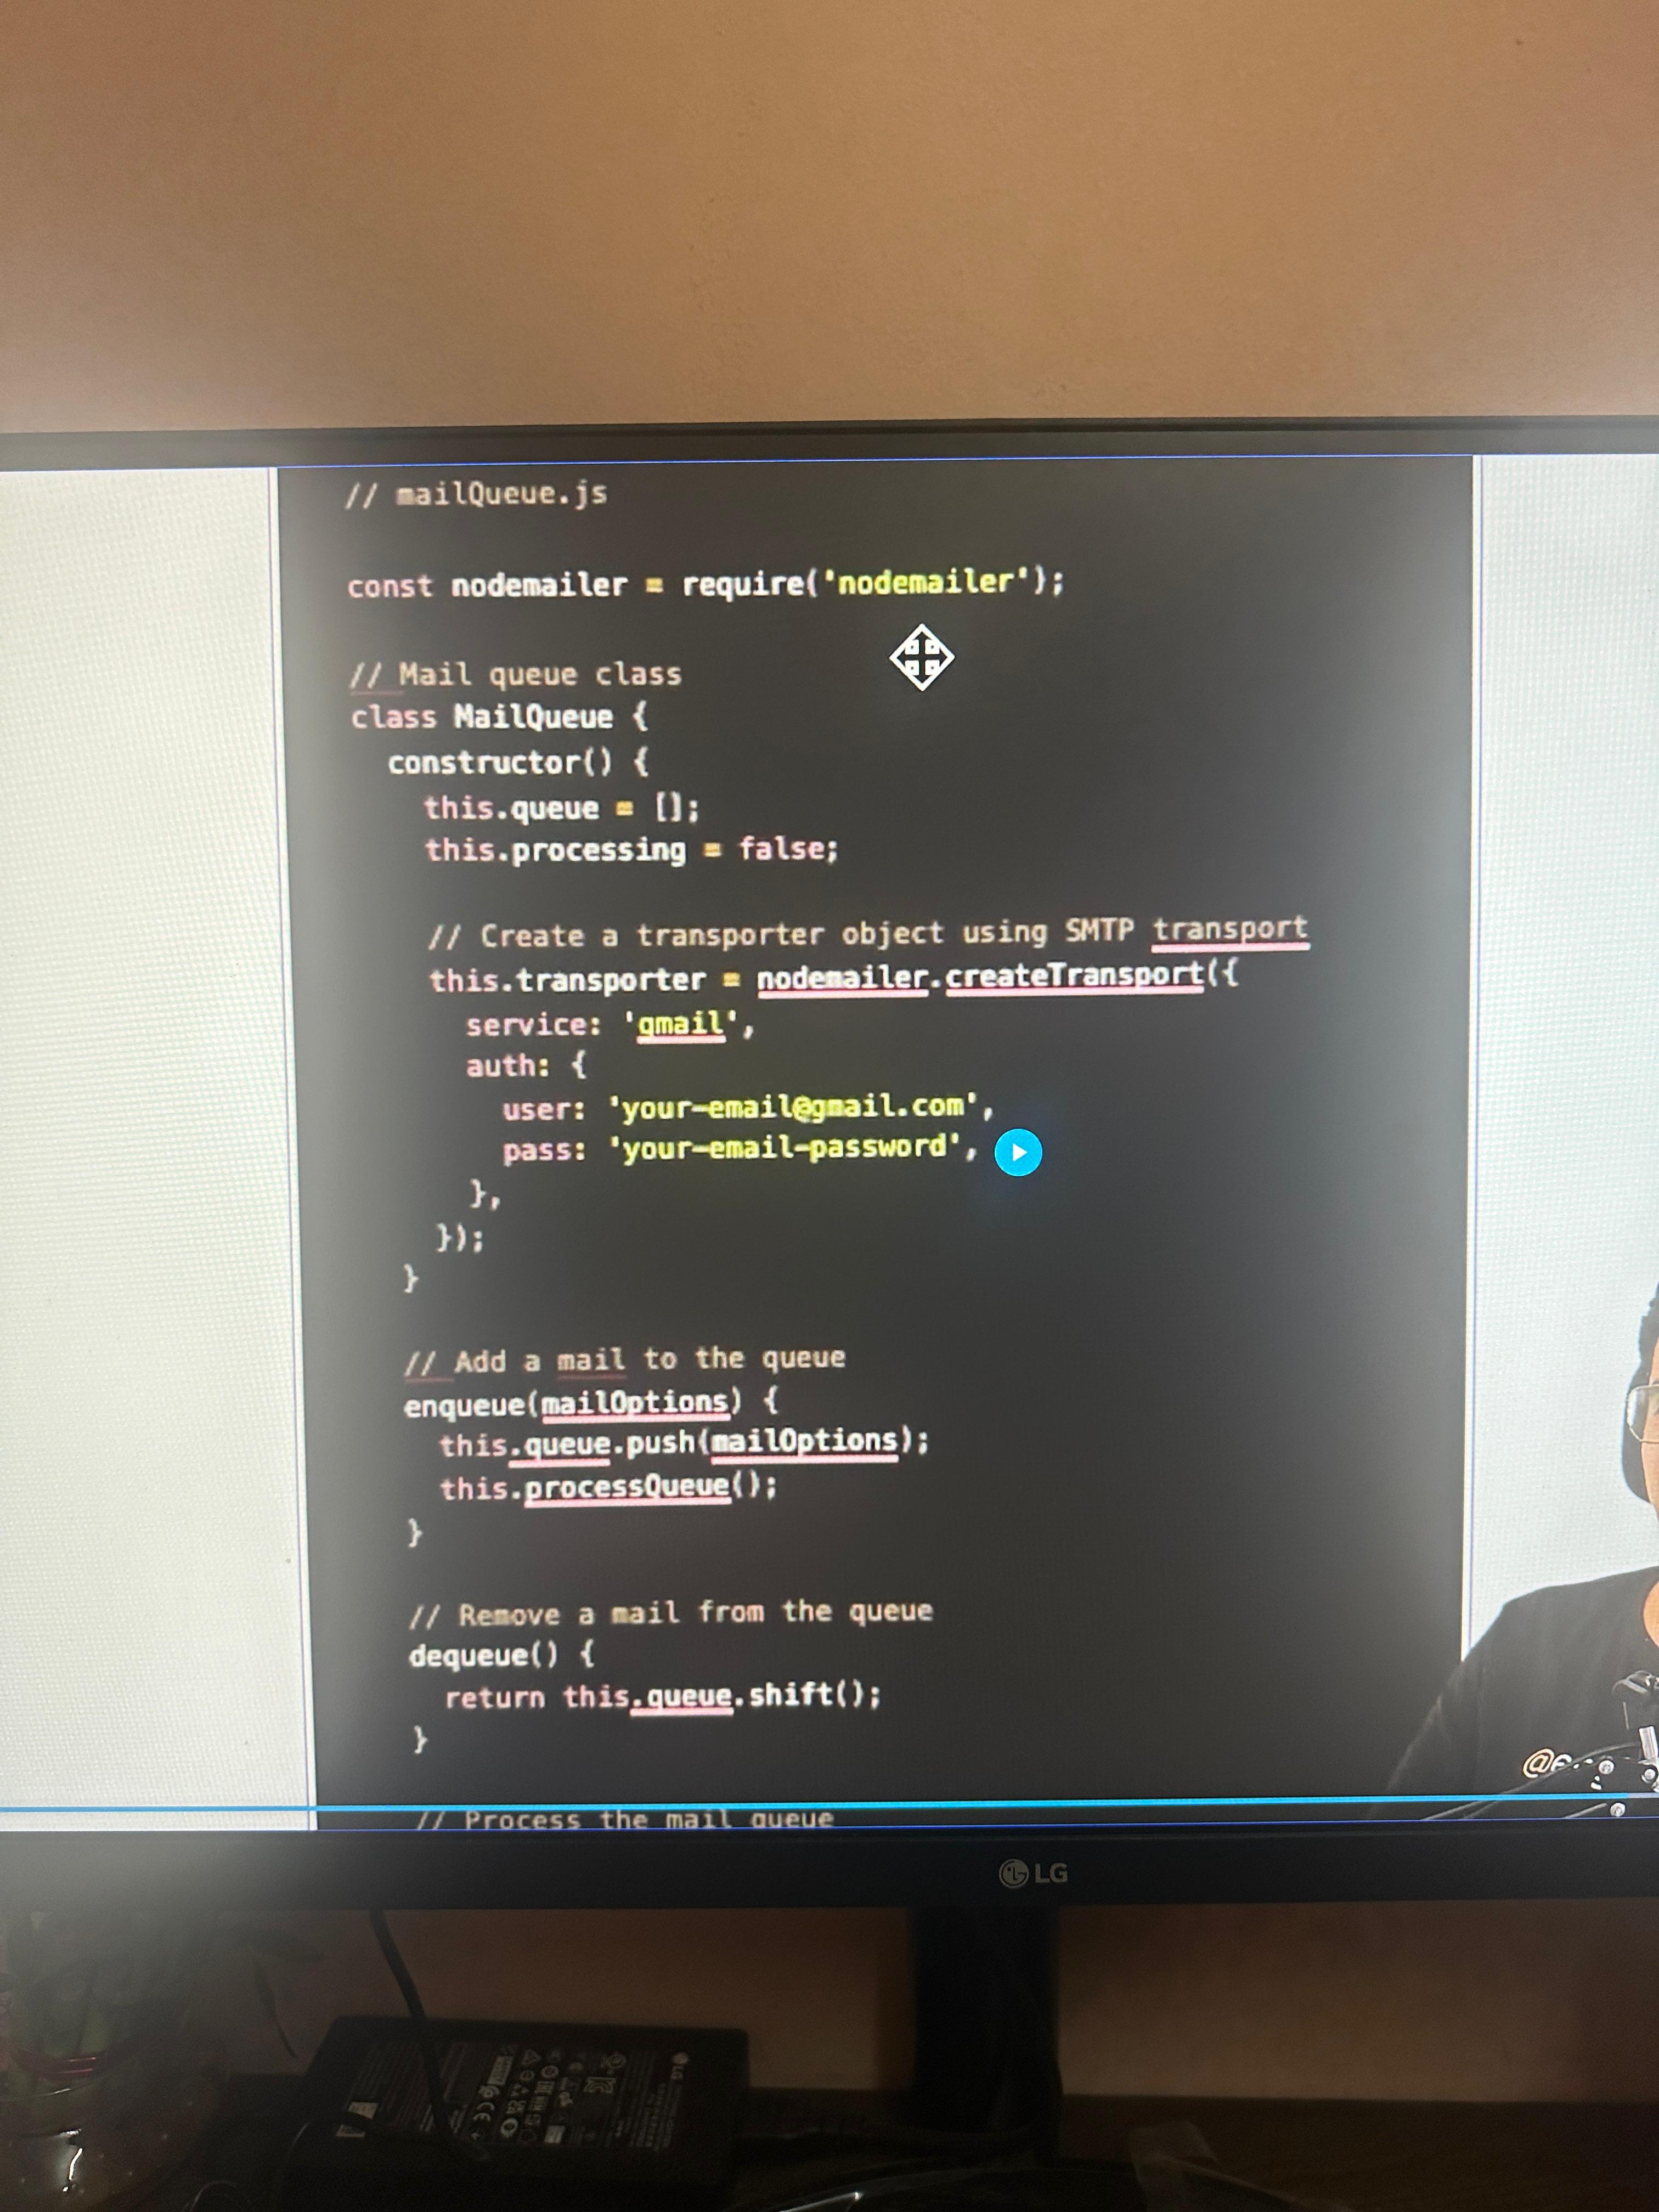 // mailQueue.js
const nodemailer = require('nodemailer');
// Mail queue class
class MailQueue {
constructor() {
this.queue = [];
this.processing = false;
// Create a transporter object using SMTP transport
this.transporter = nodemailer.createTransport({
service: 'gmail',
auth: {
user: 'your-email@gmail.com',
pass: 'your-email-password',
},
});
}
// Add a mail to the queue
enqueue(mailOptions) {
this.queue.push(mailOptions);
this.processQueue();
}
// Remove a mail from the queue
dequeue() {
return this.queue.shift();
}
// Process the mail queue
LG